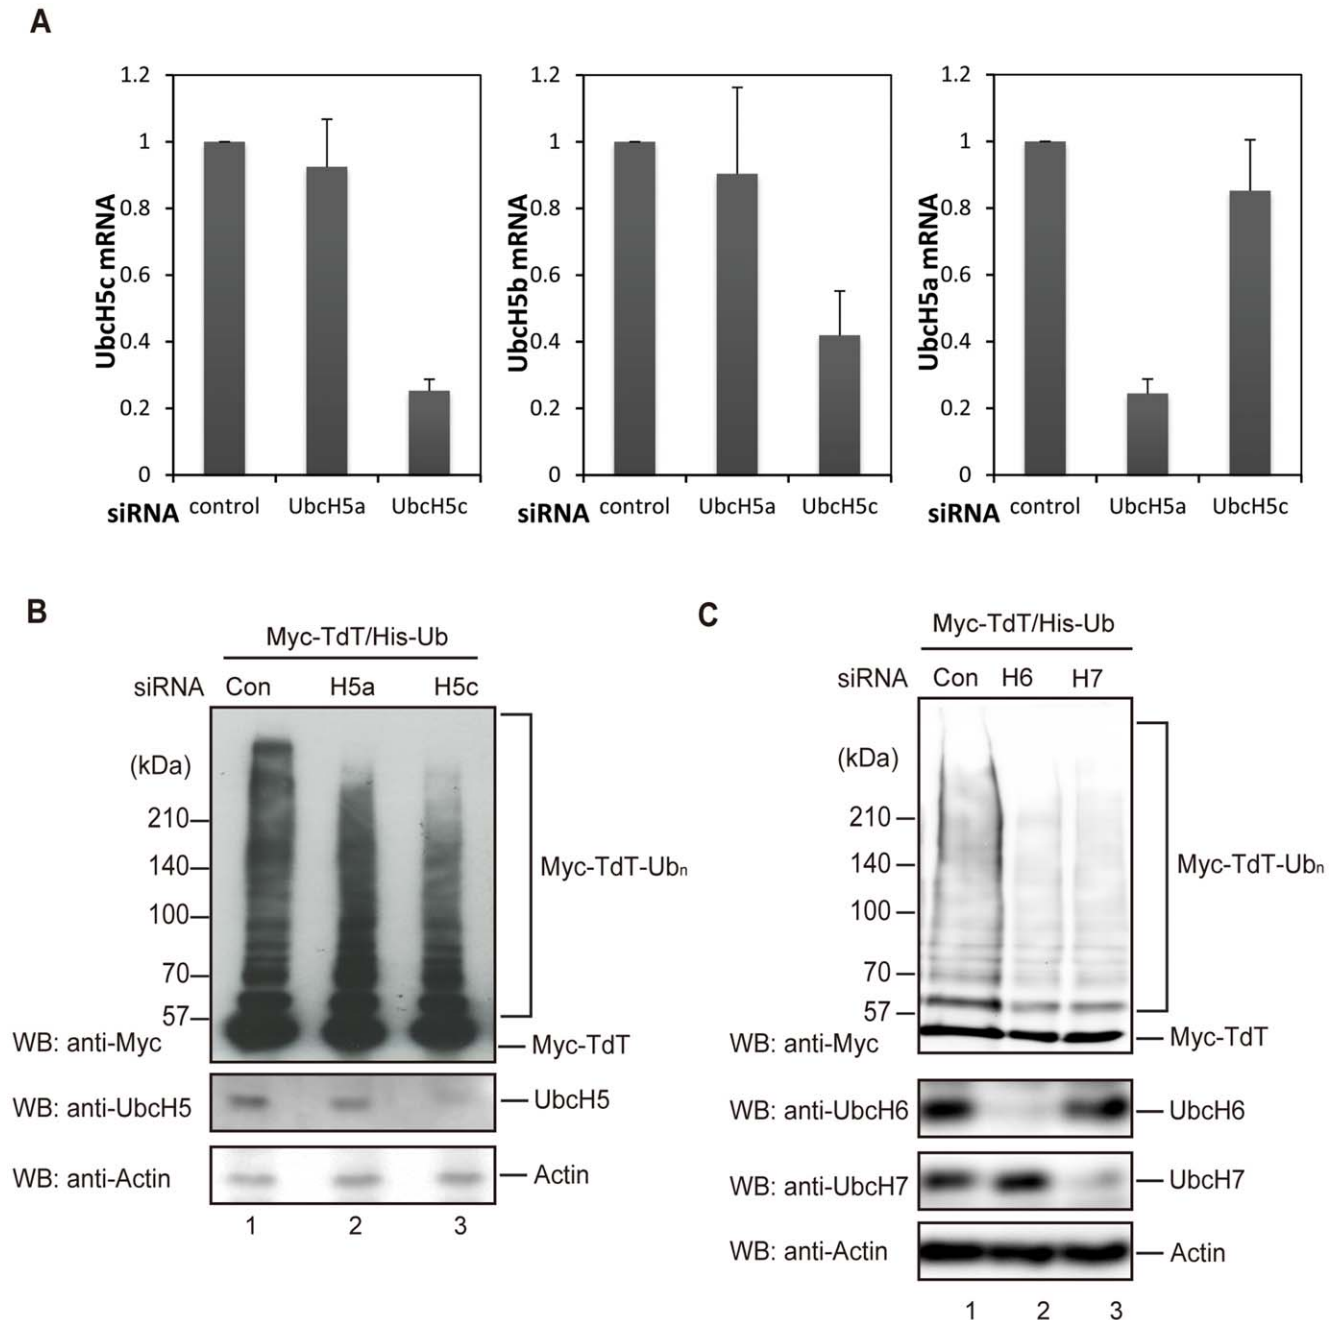 A
UbcH5c mRNA
1.2
1
0.8
0.6
0.4
0.2
0
siRNA control UbcH5a UbcH5c
UbcH5b mRNA
1.2
1
0.8
0.6
0.4
0.2
0
siRNA control UbcH5a UbcH5c
UbcH5a mRNA
1.2
1
0.8
0.6
0.4
0.2
0
siRNA control UbcH5a UbcH5c
B
Myc-TdT/His-Ub
siRNA Con H5a H5c
(kDa)
210
140
100
70
57
Myc-TdT-Ubn
WB: anti-Myc
Myc-TdT
WB: anti-UbcH5
UbcH5
WB: anti-Actin
Actin
1 2 3
C
Myc-TdT/His-Ub
siRNA Con H6 H7
(kDa)
210
140
100
70
57
Myc-TdT-Ubn
WB: anti-Myc
Myc-TdT
WB: anti-UbcH6
UbcH6
WB: anti-UbcH7
UbcH7
WB: anti-Actin
Actin
1 2 3